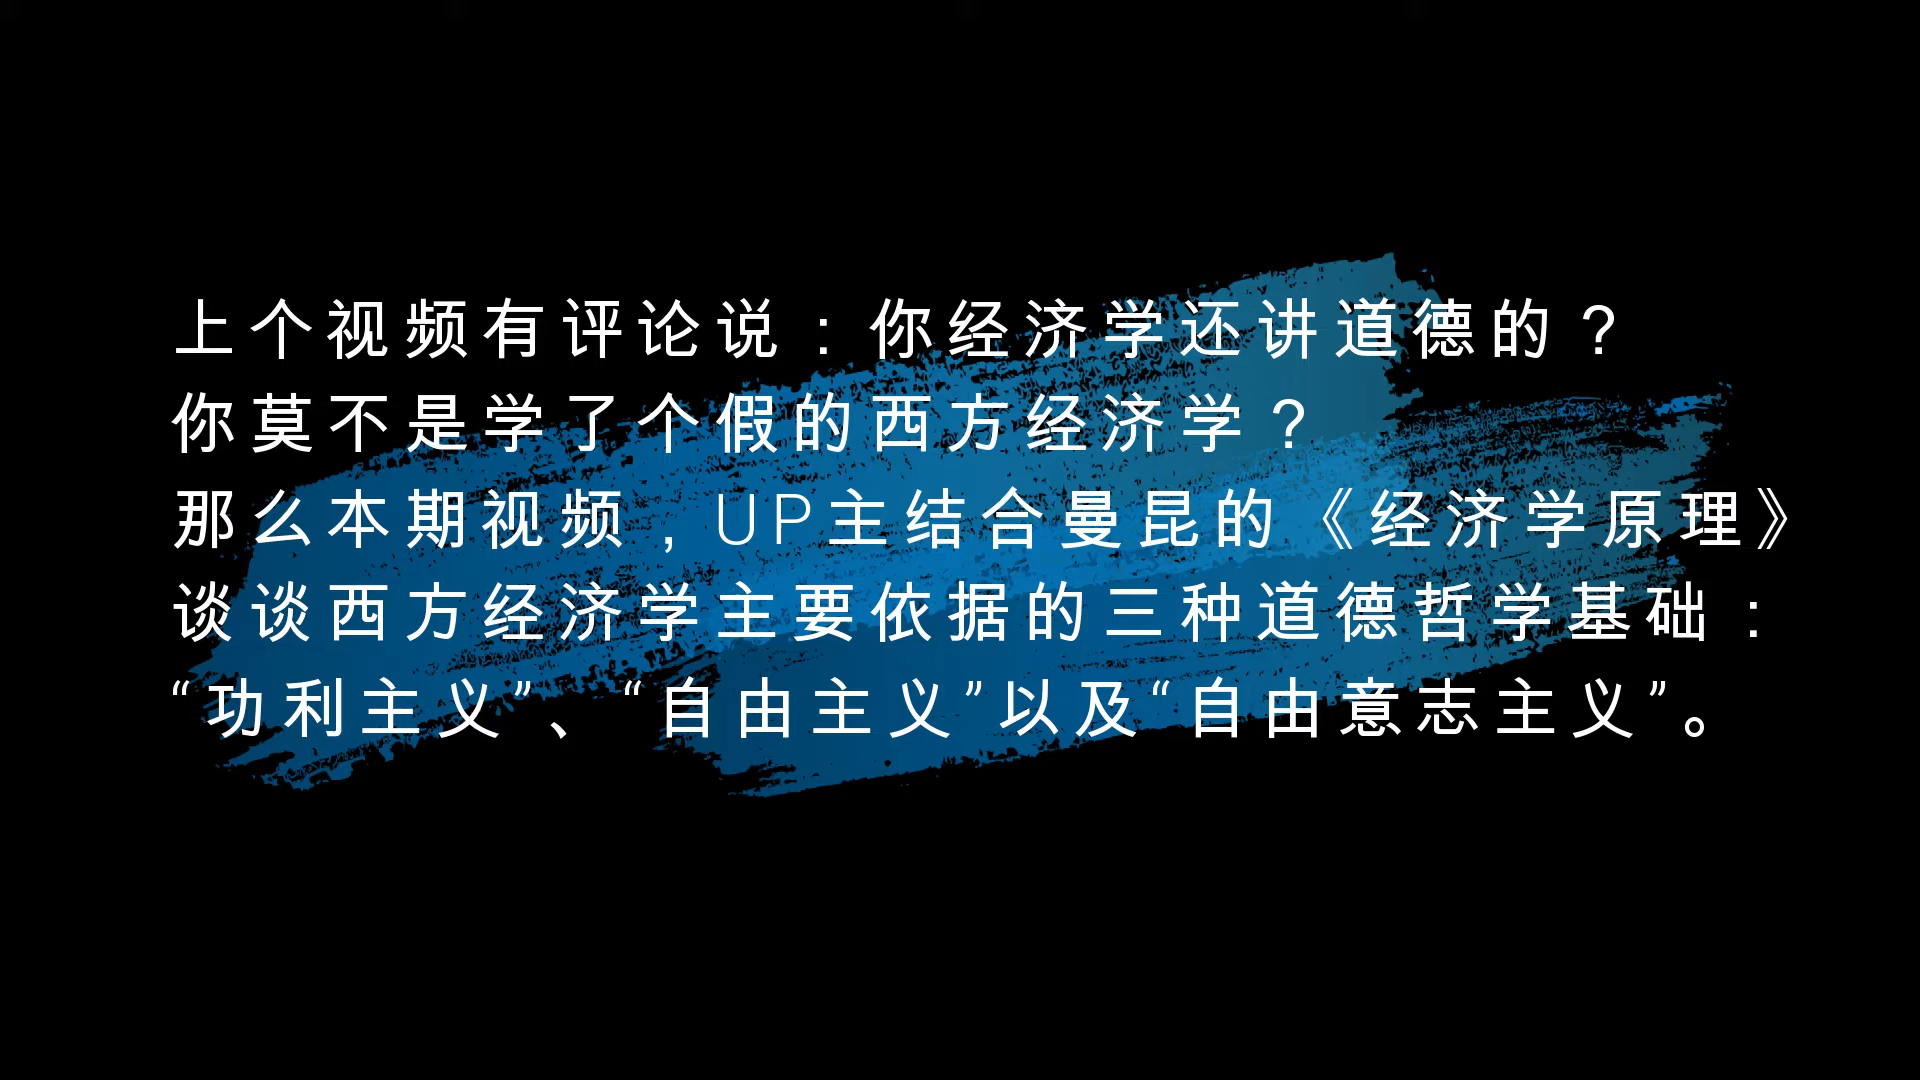 上个视频有评论说：你经济学还讲道德的？
你莫不是学了个假的西方经济学？
那么本期视频，UP主结合曼昆的《经济学原理》
谈谈西方经济学主要依据的三种道德哲学基础：
“功利主义”、“自由主义”以及“自由意志主义”。